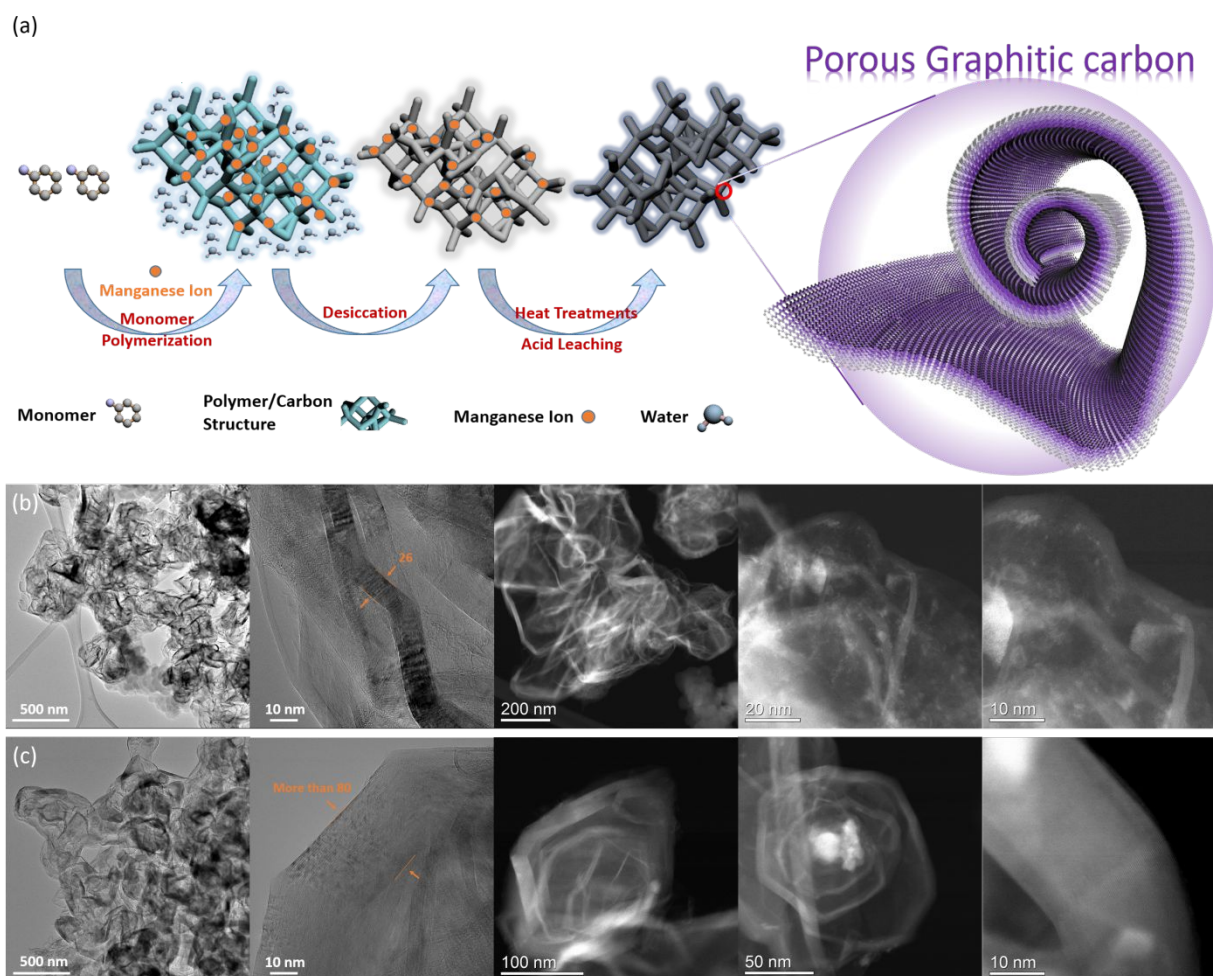 (a)
Porous Graphitic carbon
Manganese Ion
Monomer
Polymerization
Desiccation
Heat Treatments
Acid Leaching
Monomer
Polymer/Carbon
Structure
Manganese Ion
Water
(b)
26
500 nm
10 nm
200 nm
20 nm
10 nm
(c)
More than 80
500 nm
10 nm
100 nm
50 nm
10 nm